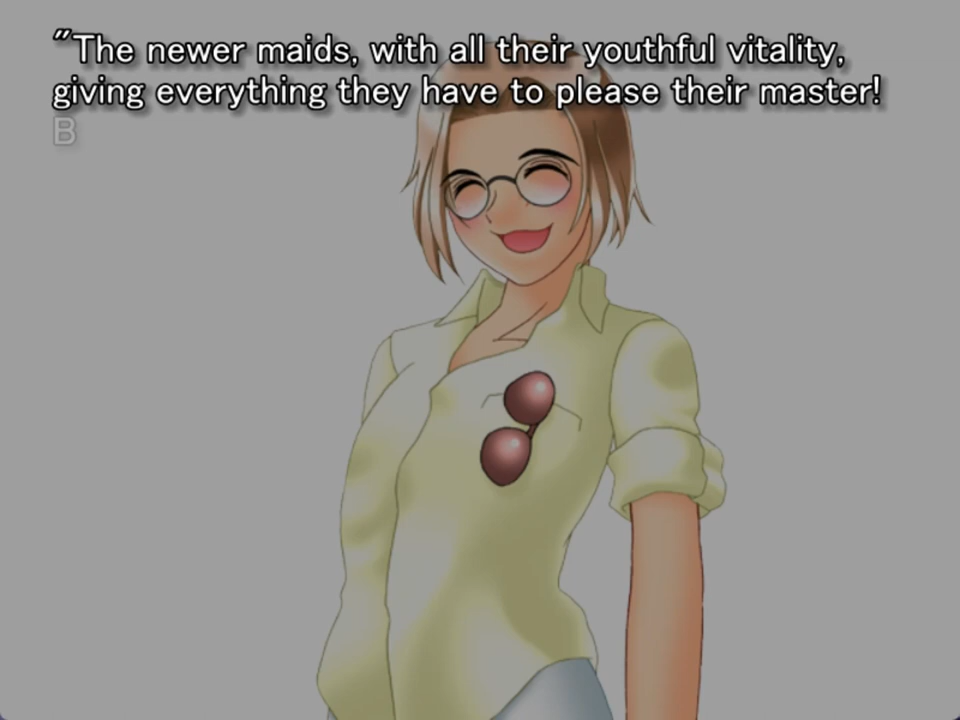 "The newer maids, with all their youthful vitality,
giving everything they have to please their master!
B